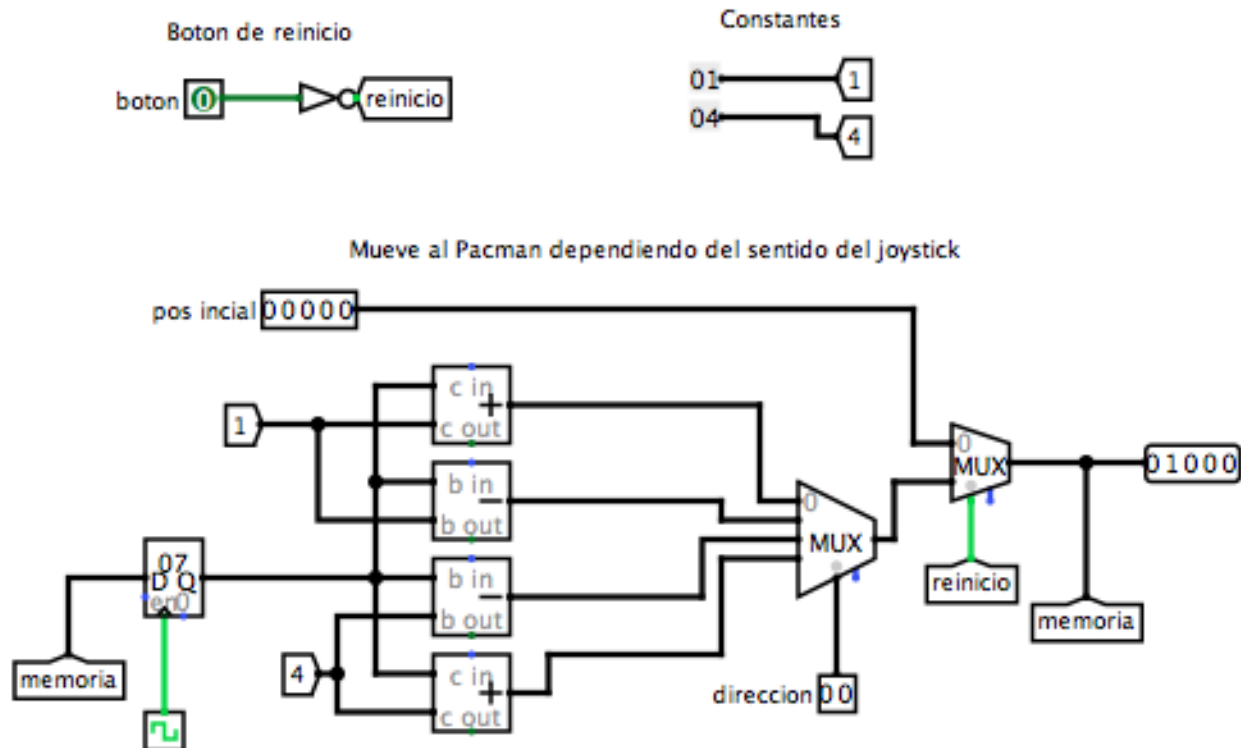 Constantes
Boton de reinicio
01 1
boton 0 reinicio
04 4
Mueve al Pacman dependiendo del sentido del joystick
pos incial 00000
c in
+
1
c out
0
MUX
01000
b in
−
0
b out
MUX
07
D Q
en 0
b in
−
reinicio
b out
memoria
c in
4
+
memoria
direccion 00
c out